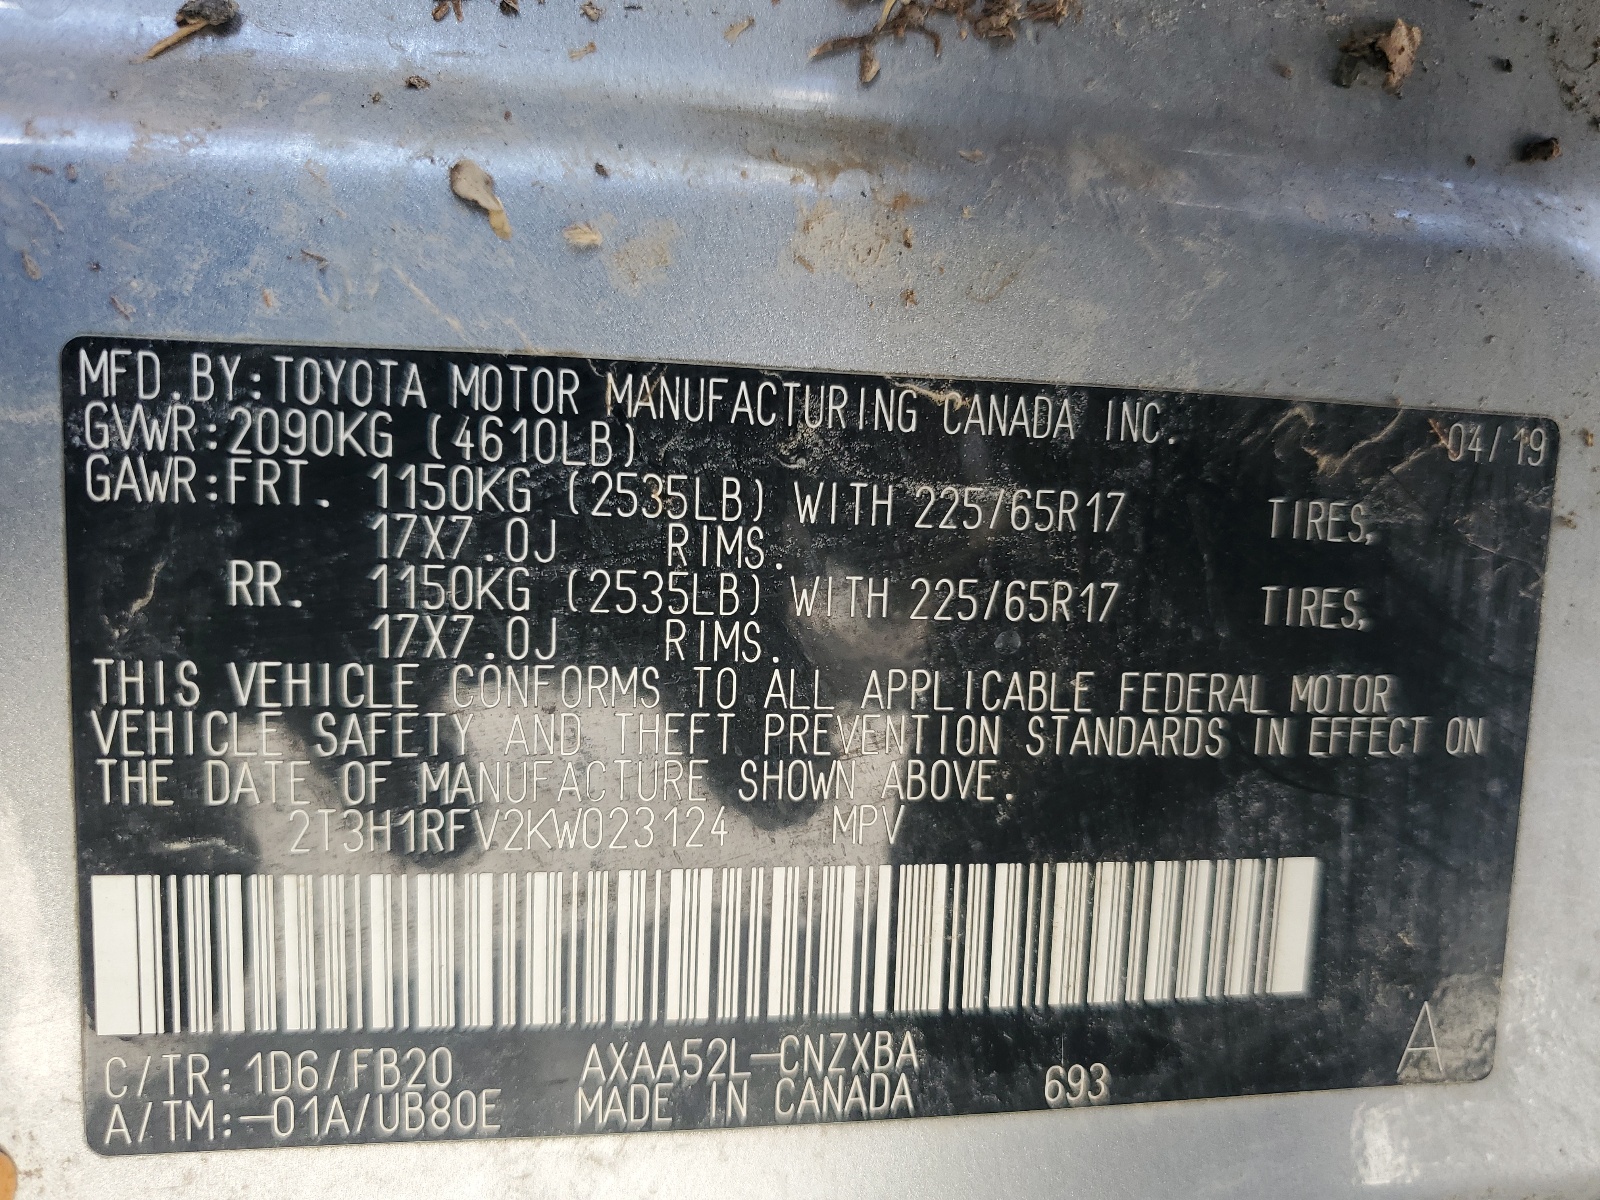 MFD.BY:TOYOTA MOTOR MANUFACTURING CANADA INC.
GVWR:2090KG (4610LB) 04/19
GAWR:FRT. 1150KG (2535LB) WITH 225/65R17 TIRES,
17X7.0J RIMS.
RR. 1150KG (2535LB) WITH 225/65R17 TIRES,
17X7.0J RIMS.
THIS VEHICLE CONFORMS TO ALL APPLICABLE FEDERAL MOTOR
VEHICLE SAFETY AND THEFT PREVENTION STANDARDS IN EFFECT ON
THE DATE OF MANUFACTURE SHOWN ABOVE.
2T3H1RFV2KW023124 MPV
C/TR:1D6/FB20 AXAA52L-CNZXBA A
A/TM:-01A/UB80E MADE IN CANADA 693